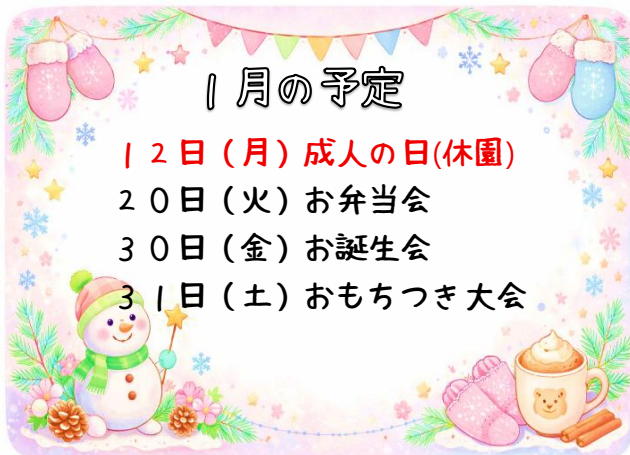 １月の予定
１２日（月）成人の日(休園)
２０日（火）お弁当会
３０日（金）お誕生会
３１日（土）おもちつき大会